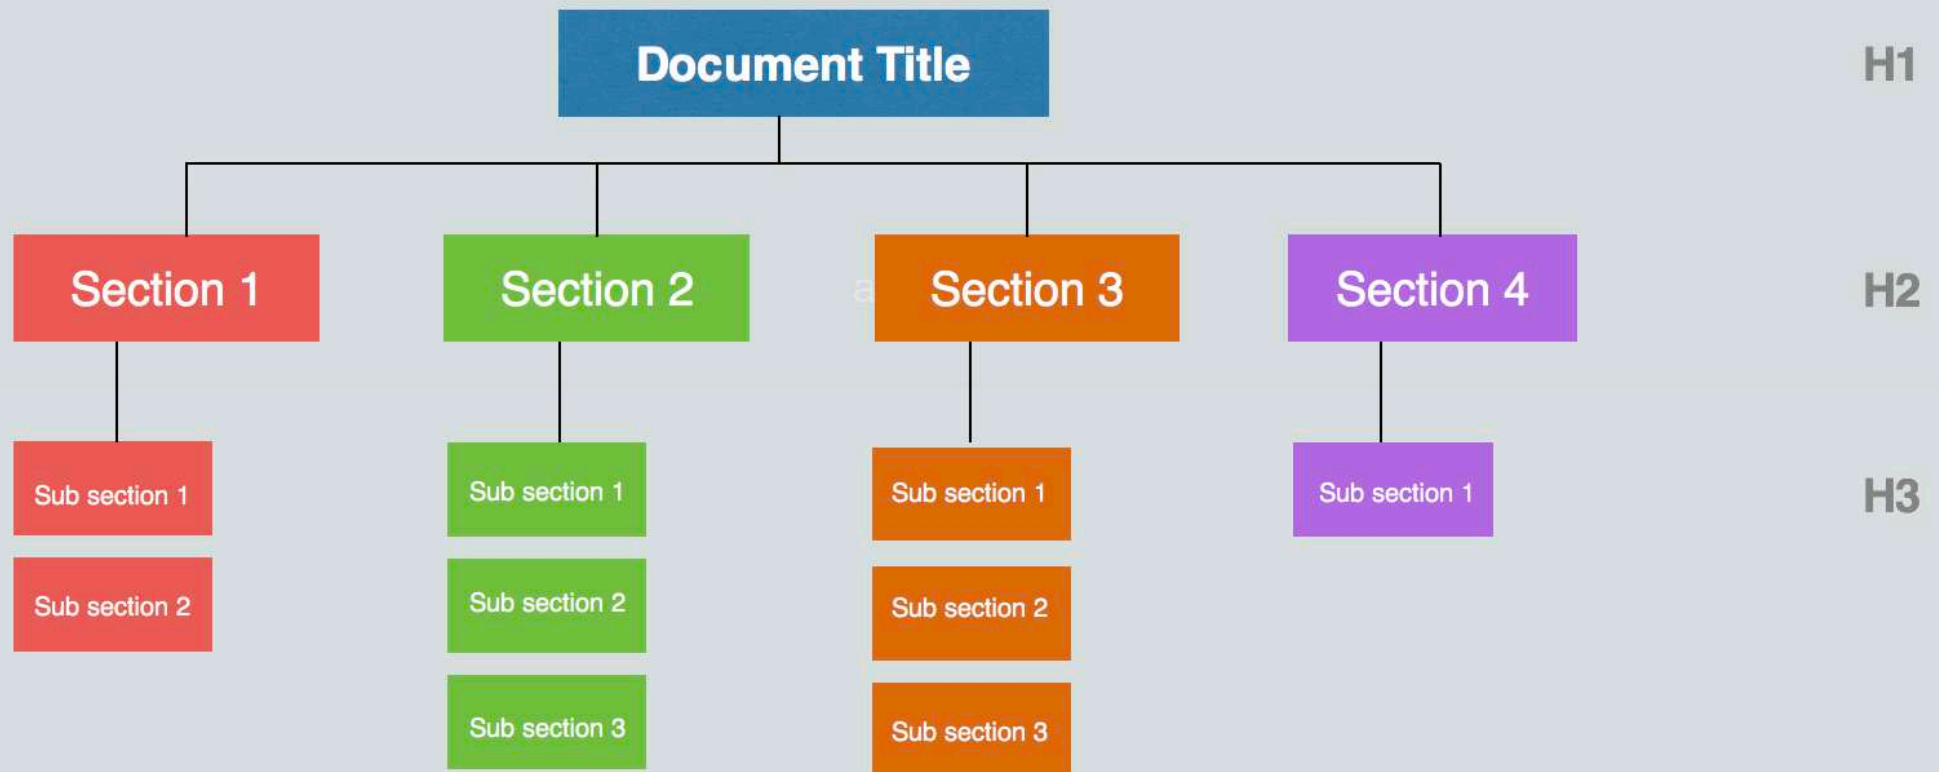 Document Title
H1
Section 1
Section 2
a
Section 3
Section 4
H2
Sub section 1
Sub section 1
Sub section 1
Sub section 1
H3
Sub section 2
Sub section 2
Sub section 2
Sub section 3
Sub section 3